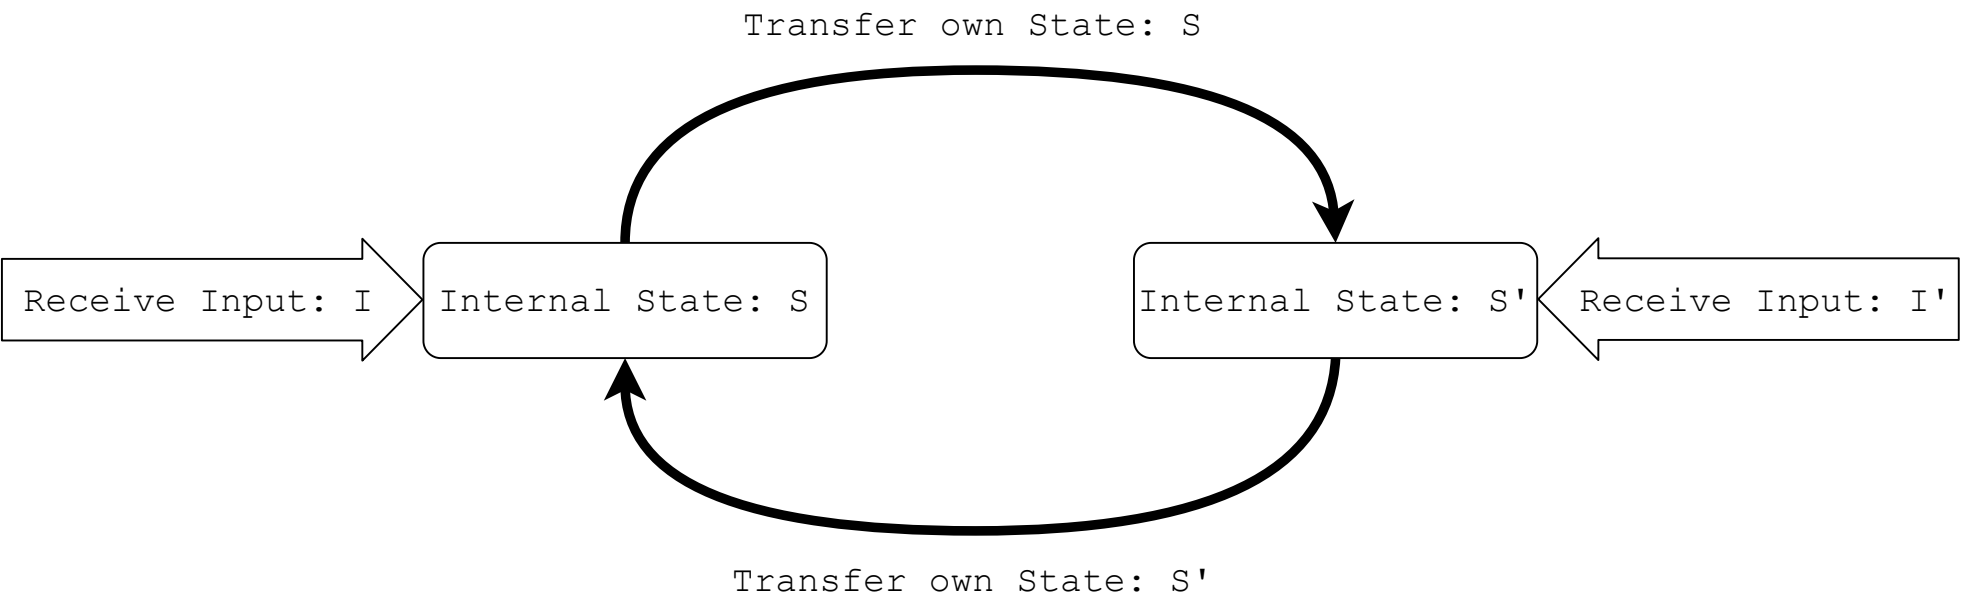 Transfer own State: S
Receive Input: I
Internal State: S
Internal State: S'
Receive Input: I'
Transfer own State: S'